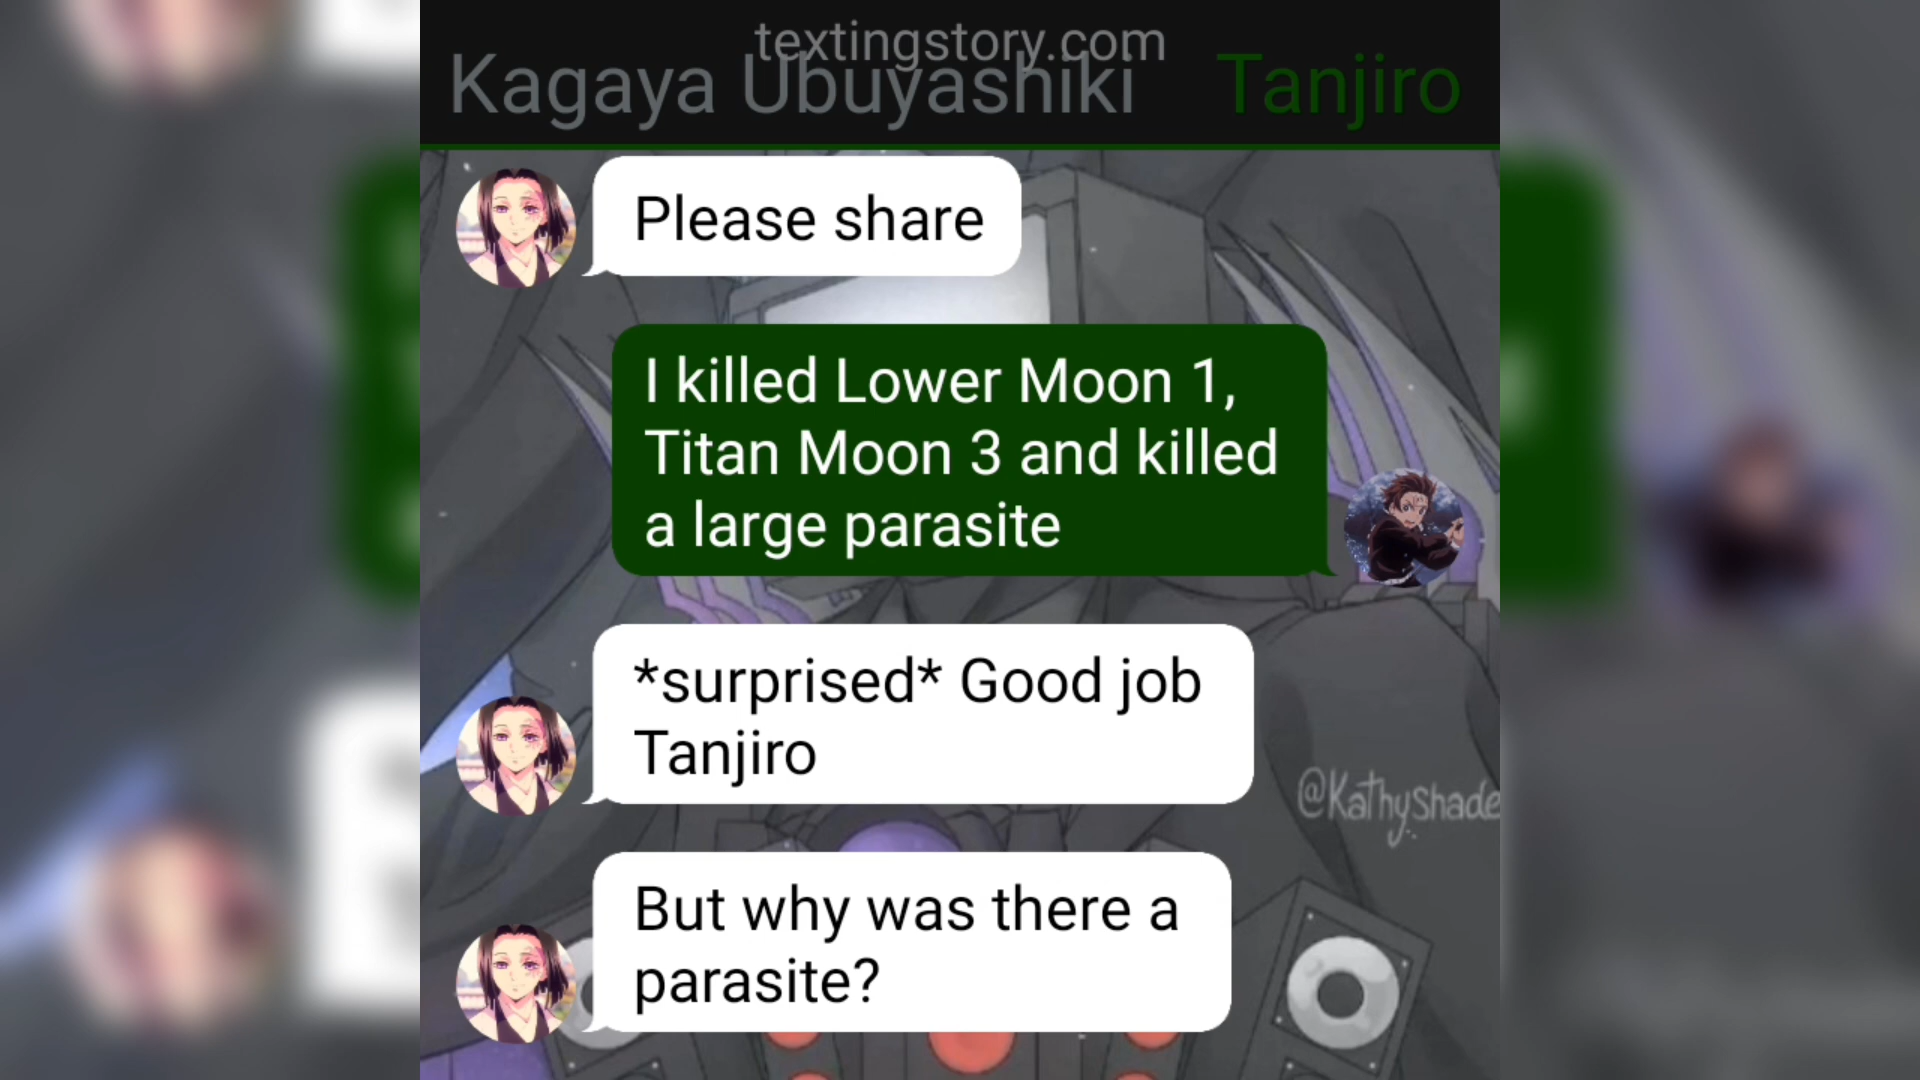 textingstory.com
Kagaya Ubuyashiki Tanjiro
Please share
I killed Lower Moon 1,
Titan Moon 3 and killed
a large parasite
*surprised* Good job
Tanjiro
@KathyShade
But why was there a
parasite?